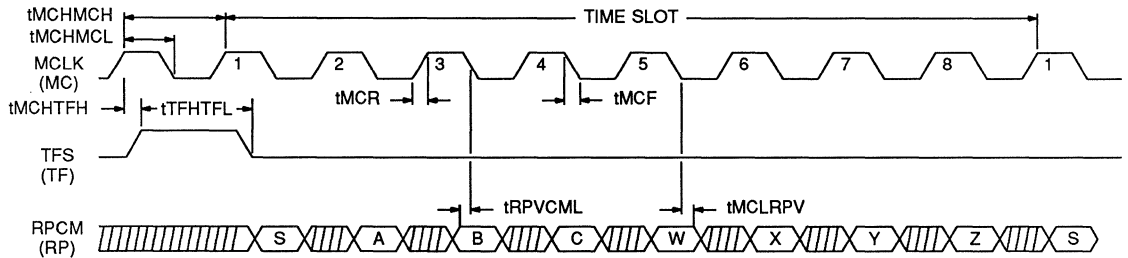 tMCHMCH
TIME SLOT
tMCHMCL
MCLK
(MC)
1 2 3 4 5 6 7 8 1
tMCR
tMCF
tMCHTFH
tTFHTFL
TFS
(TF)
tRPVCML
tMCLRPV
RPCM
(RP)
S A B C W X Y Z S